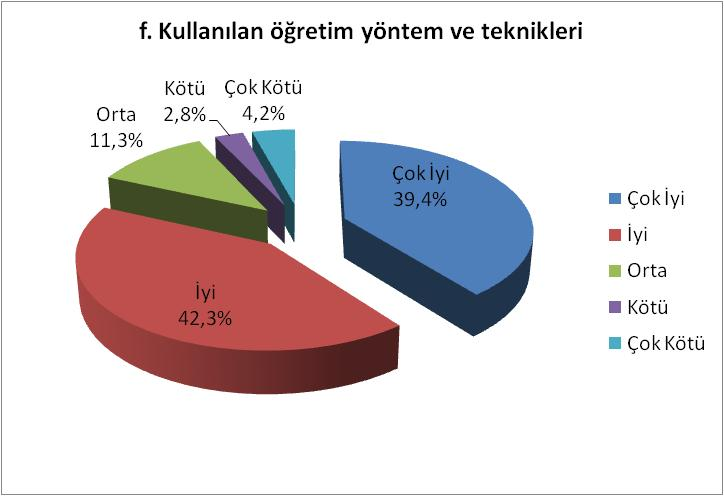 f. Kullanılan öğretim yöntem ve teknikleri
Kötü
2,8%
Çok Kötü
4,2%
Orta
11,3%
Çok İyi
39,4%
İyi
42,3%
Çok İyi
İyi
Orta
Kötü
Çok Kötü